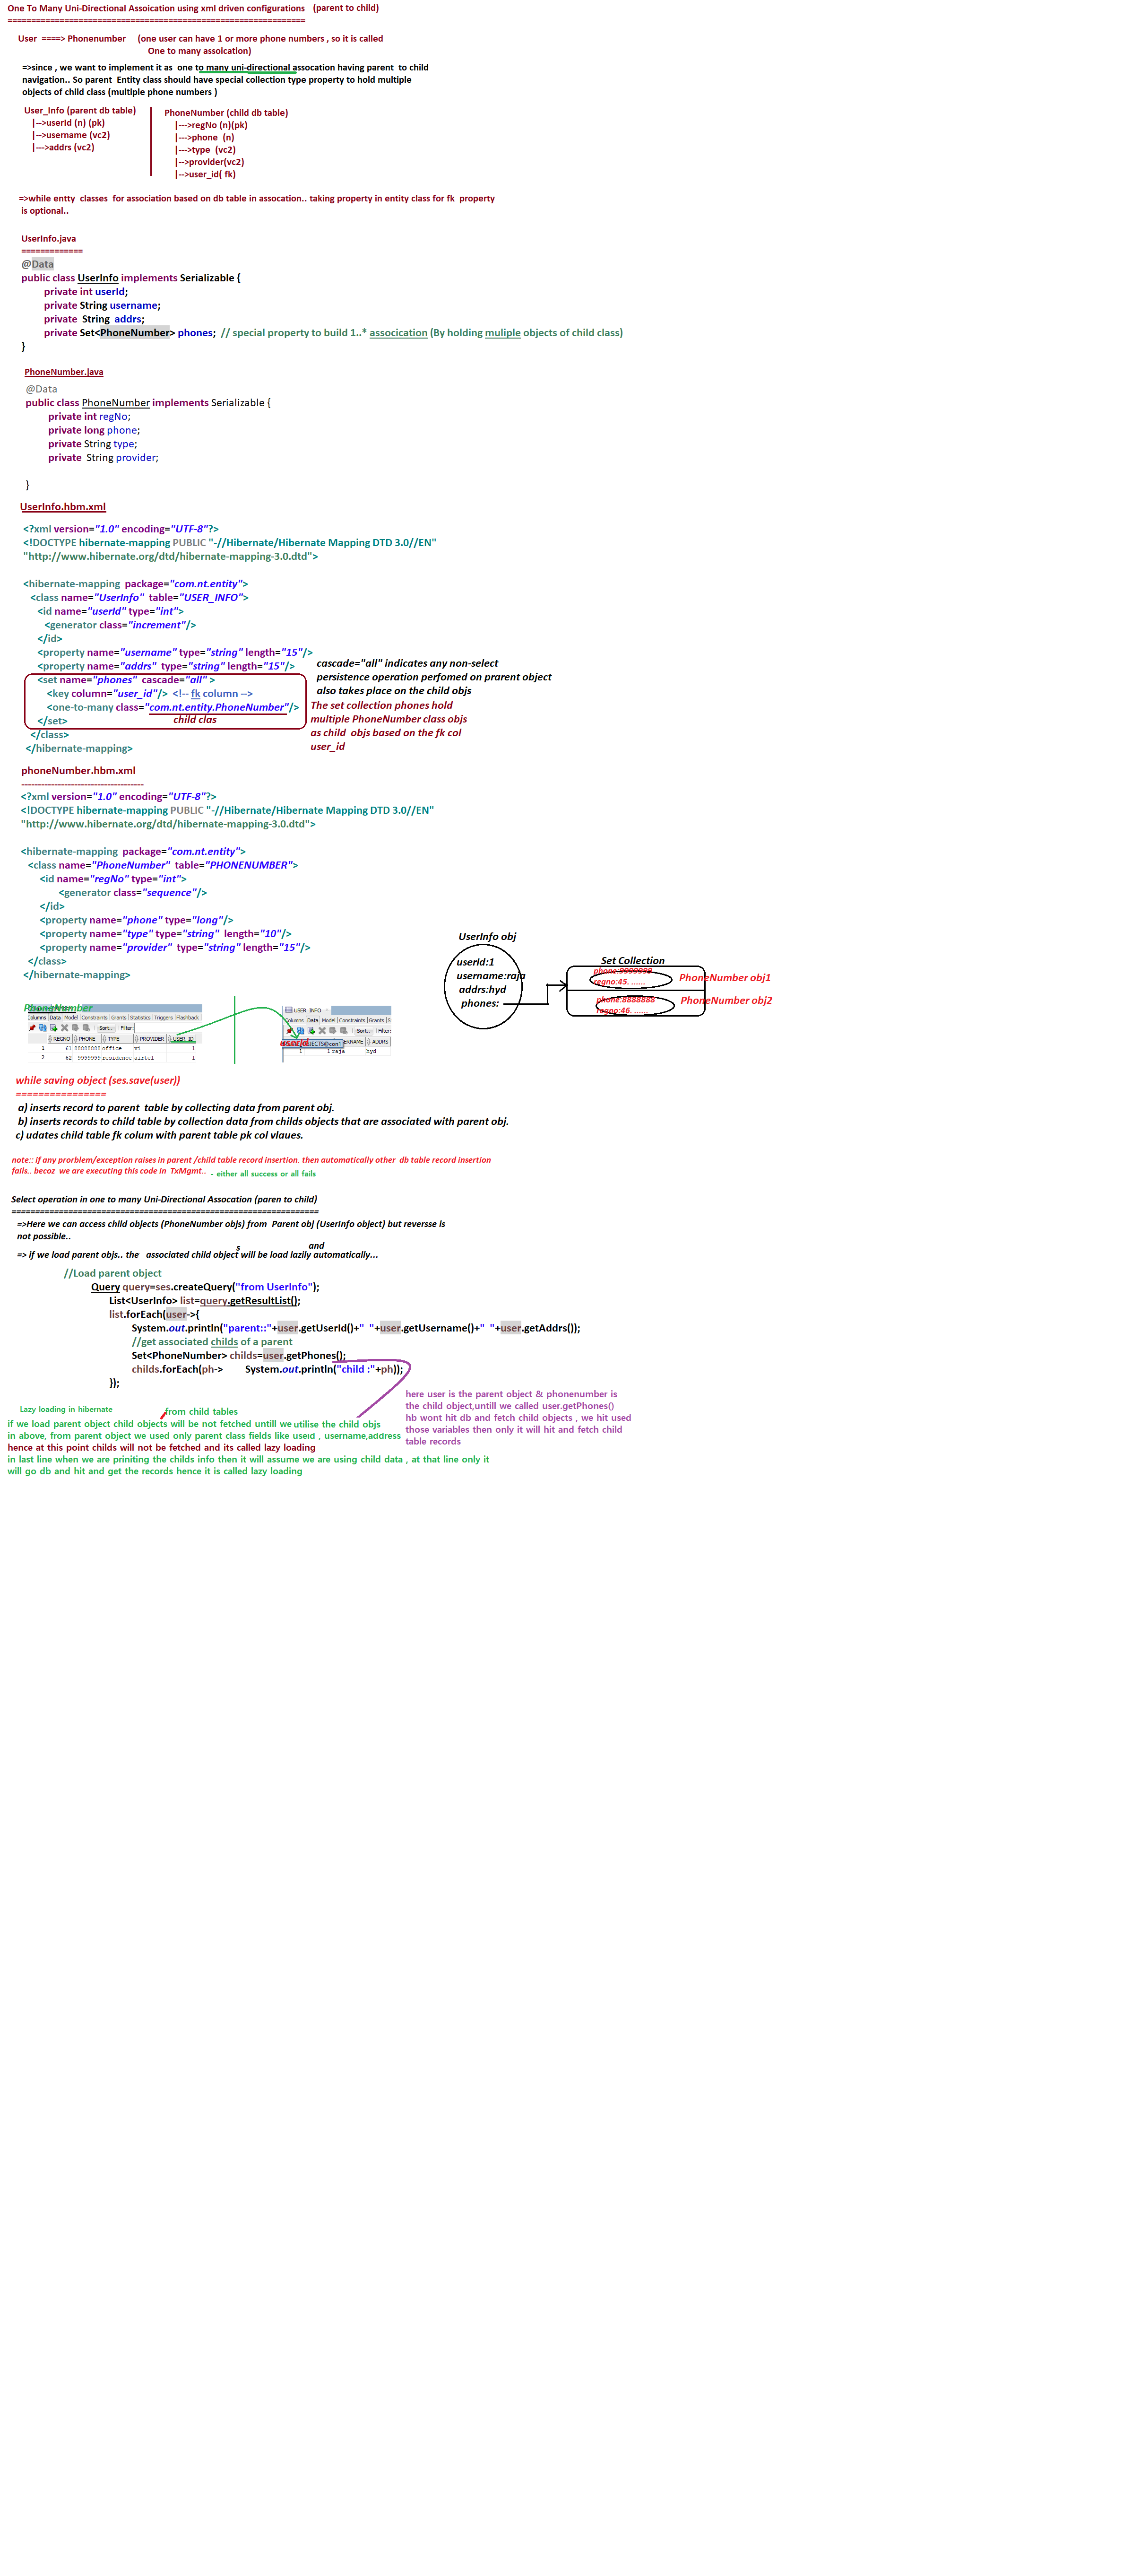 One To Many Uni-Directional Assoication using xml driven configurations (parent to child)
================================================================
User ====> Phonenumber (one user can have 1 or more phone numbers , so it is called
One to many assoication)
=>since , we want to implement it as one to many uni-directional assocation having parent to child
navigation.. So parent Entity class should have special collection type property to hold multiple
objects of child class (multiple phone numbers )
User_Info (parent db table)
|-->userId (n) (pk)
|-->username (vc2)
|--->addrs (vc2)
PhoneNumber (child db table)
|--->regNo (n)(pk)
|--->phone (n)
|--->type (vc2)
|-->provider(vc2)
|-->user_id( fk)
=>while entty classes for association based on db table in assocation.. taking property in entity class for fk property
is optional..
UserInfo.java
=============
@Data
public class UserInfo implements Serializable {
private int userId;
private String username;
private String addrs;
private Set<PhoneNumber> phones; // special property to build 1..* assocication (By holding muliple objects of child class)
}
PhoneNumber.java
@Data
public class PhoneNumber implements Serializable {
private int regNo;
private long phone;
private String type;
private String provider;
}
UserInfo.hbm.xml
<?xml version="1.0" encoding="UTF-8"?>
<!DOCTYPE hibernate-mapping PUBLIC "-//Hibernate/Hibernate Mapping DTD 3.0//EN"
"http://www.hibernate.org/dtd/hibernate-mapping-3.0.dtd">
<hibernate-mapping package="com.nt.entity">
<class name="UserInfo" table="USER_INFO">
<id name="userId" type="int">
<generator class="increment"/>
</id>
<property name="username" type="string" length="15"/>
<property name="addrs" type="string" length="15"/>
<set name="phones" cascade="all" >
<key column="user_id"/> <!-- fk column -->
<one-to-many class="com.nt.entity.PhoneNumber"/>
</set>
child clas
</class>
</hibernate-mapping>
cascade="all" indicates any non-select
persistence operation perfomed on prarent object
also takes place on the child objs
The set collection phones hold
multiple PhoneNumber class objs
as child objs based on the fk col
user_id
phoneNumber.hbm.xml
-------------------------------------
<?xml version="1.0" encoding="UTF-8"?>
<!DOCTYPE hibernate-mapping PUBLIC "-//Hibernate/Hibernate Mapping DTD 3.0//EN"
"http://www.hibernate.org/dtd/hibernate-mapping-3.0.dtd">
<hibernate-mapping package="com.nt.entity">
<class name="PhoneNumber" table="PHONENUMBER">
<id name="regNo" type="int">
<generator class="sequence"/>
</id>
<property name="phone" type="long"/>
<property name="type" type="string" length="10"/>
<property name="provider" type="string" length="15"/>
</class>
</hibernate-mapping>
UserInfo obj
userId:1
username:raja
addrs:hyd
phones:
Set Collection
phone:9999999
regno:45. ......
PhoneNumber obj1
phone:8888888
regno:46. ......
PhoneNumber obj2
PhoneNumber
Columns Data Model Constraints Grants Statistics Triggers Flashback
Sort.. Filter:
REGNO PHONE TYPE PROVIDER USER_ID
1 61 88888888 office vi 1
2 62 9999999 residence airtel 1
USER_INFO
Columns Data Model Constraints Grants S
Sort.. Filter:
ERNAME ADDRS
1 1 raja hyd
while saving object (ses.save(user))
================
a) inserts record to parent table by collecting data from parent obj.
b) inserts records to child table by collection data from childs objects that are associated with parent obj.
c) udates child table fk colum with parent table pk col vlaues.
note:: if any prorblem/exception raises in parent /child table record insertion. then automatically other db table record insertion
fails.. becoz we are executing this code in TxMgmt.. - either all success or all fails
Select operation in one to many Uni-Directional Assocation (paren to child)
=================================================================
=>Here we can access child objects (PhoneNumber objs) from Parent obj (UserInfo object) but reversse is
not possible..
s and
=> if we load parent objs.. the associated child object will be load lazily automatically...
//Load parent object
Query query=ses.createQuery("from UserInfo");
List<UserInfo> list=query.getResultList();
list.forEach(user->{
System.out.println("parent::"+user.getUserId()+" "+user.getUsername()+" "+user.getAddrs());
//get associated childs of a parent
Set<PhoneNumber> childs=user.getPhones();
childs.forEach(ph-> System.out.println("child :"+ph));
});
here user is the parent object & phonenumber is
the child object,untill we called user.getPhones()
hb wont hit db and fetch child objects , we hit used
those variables then only it will hit and fetch child
table records
Lazy loading in hibernate
from child tables
if we load parent object child objects will be not fetched untill we utilise the child objs
in above, from parent object we used only parent class fields like useid , username,address
hence at this point childs will not be fetched and its called lazy loading
in last line when we are priniting the childs info then it will assume we are using child data , at that line only it
will go db and hit and get the records hence it is called lazy loading